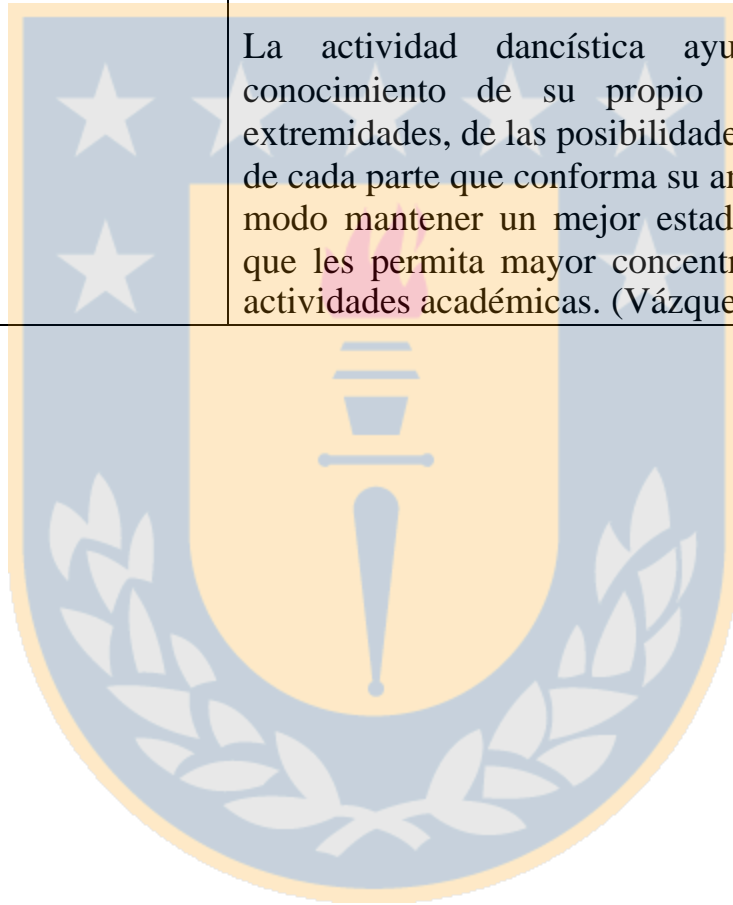 La actividad dancística ayu
conocimiento de su propio
extremidades, de las posibilidade
de cada parte que conforma su a
modo mantener un mejor estad
que les permita mayor concentr
actividades académicas. (Vázque